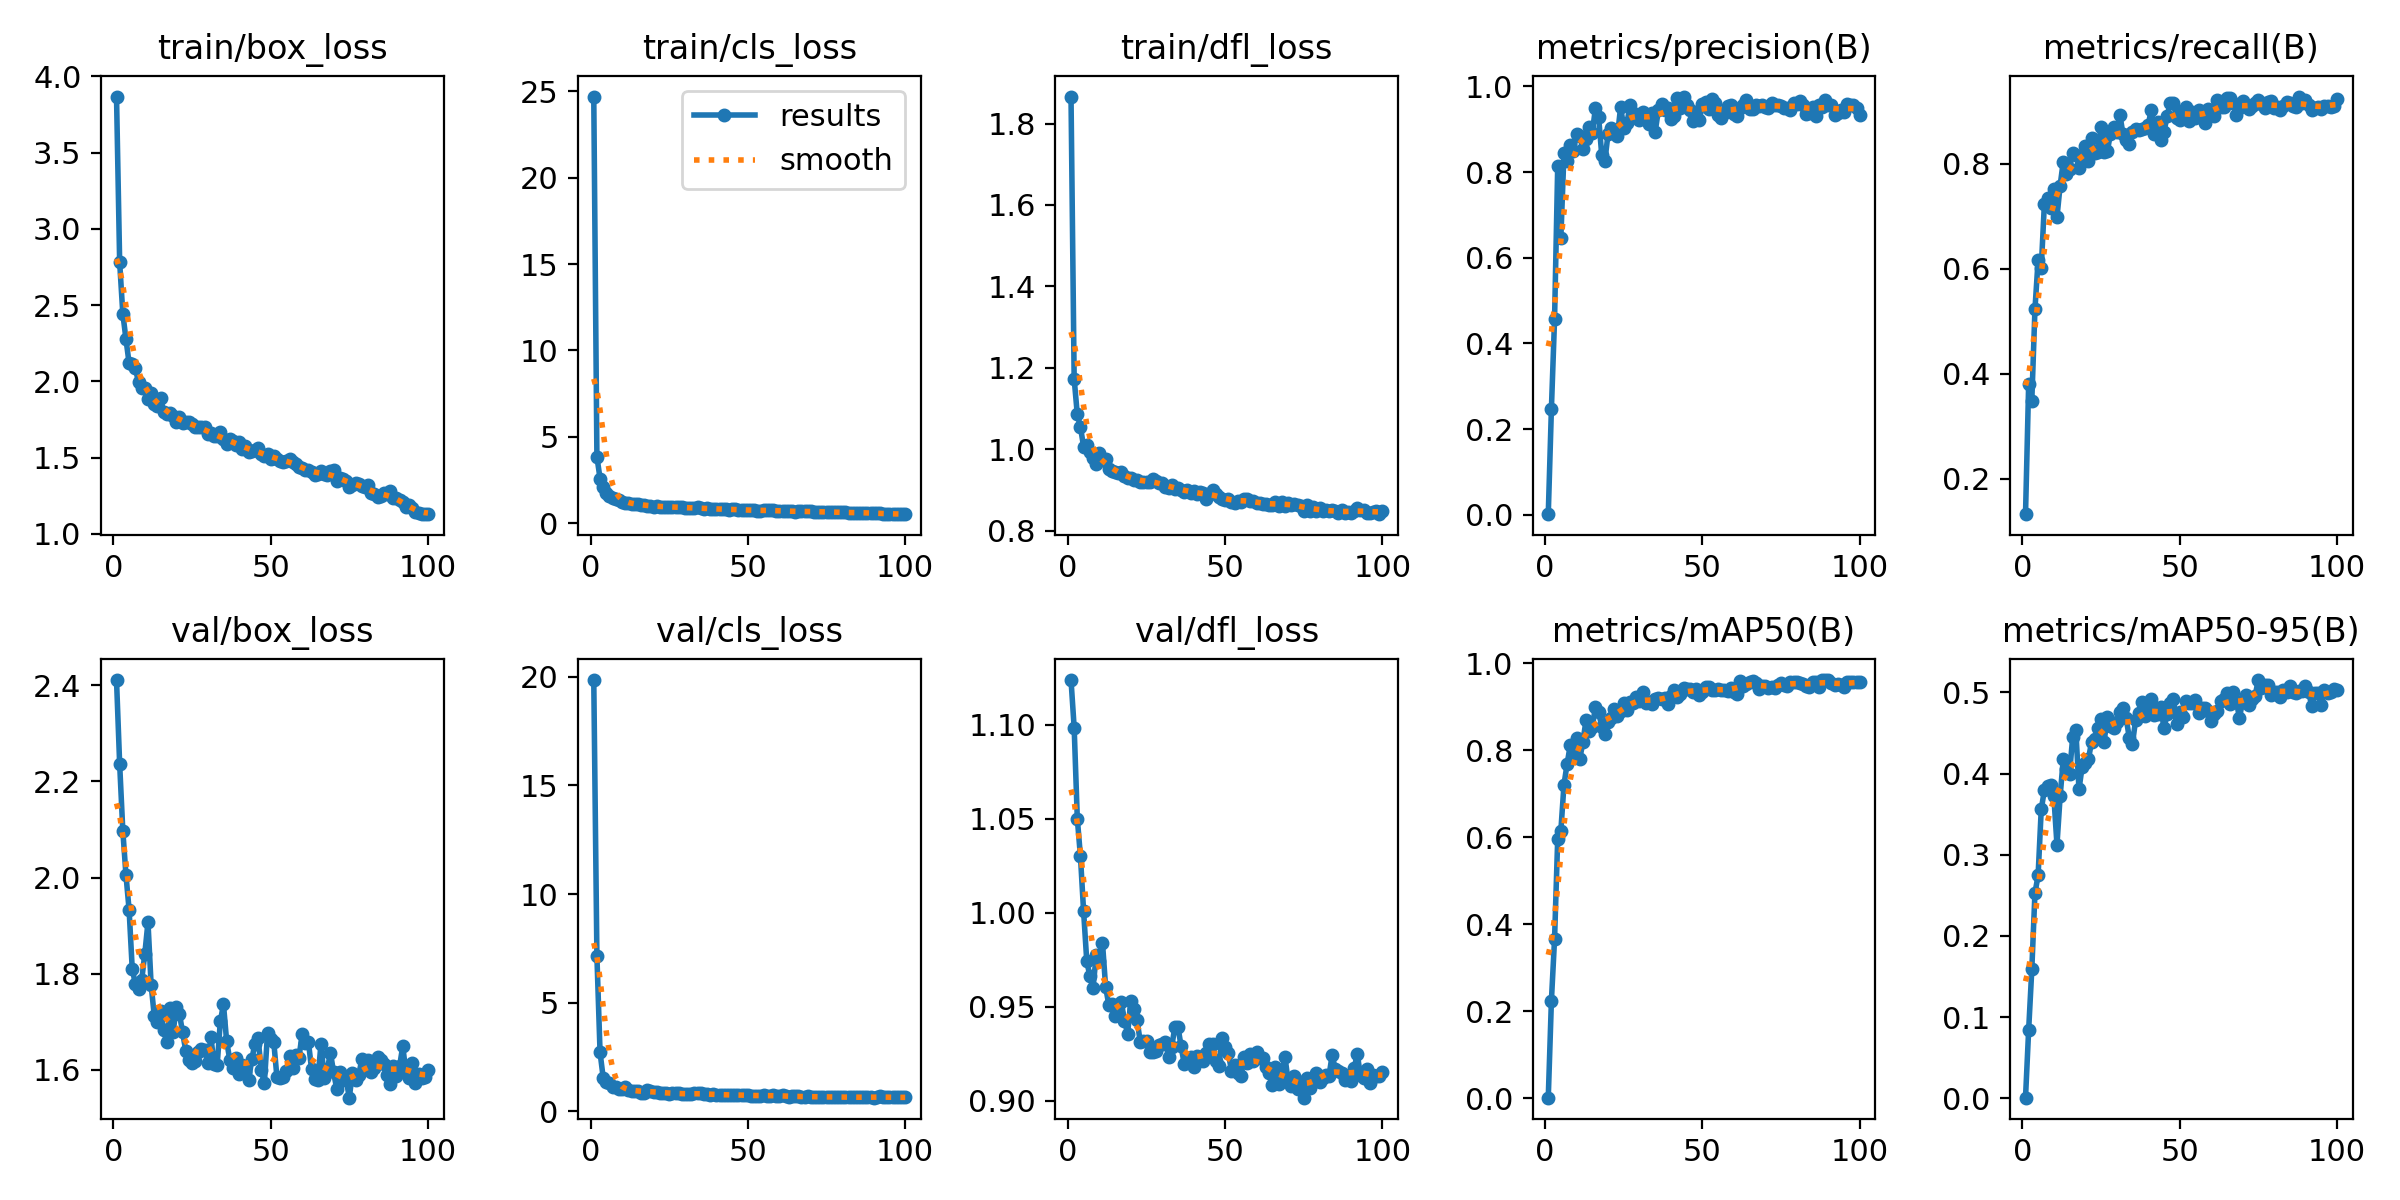 train/box_loss
4.0
3.5
3.0
2.5
2.0
1.5
1.0
0 50 100
train/cls_loss
25
20
15
10
5
0
results
smooth
0 50 100
train/dfl_loss
1.8
1.6
1.4
1.2
1.0
0.8
0 50 100
metrics/precision(B)
1.0
0.8
0.6
0.4
0.2
0.0
0 50 100
metrics/recall(B)
0.8
0.6
0.4
0.2
0 50 100
val/box_loss
2.4
2.2
2.0
1.8
1.6
0 50 100
val/cls_loss
20
15
10
5
0
0 50 100
val/dfl_loss
1.10
1.05
1.00
0.95
0.90
0 50 100
metrics/mAP50(B)
1.0
0.8
0.6
0.4
0.2
0.0
0 50 100
metrics/mAP50-95(B)
0.5
0.4
0.3
0.2
0.1
0.0
0 50 100